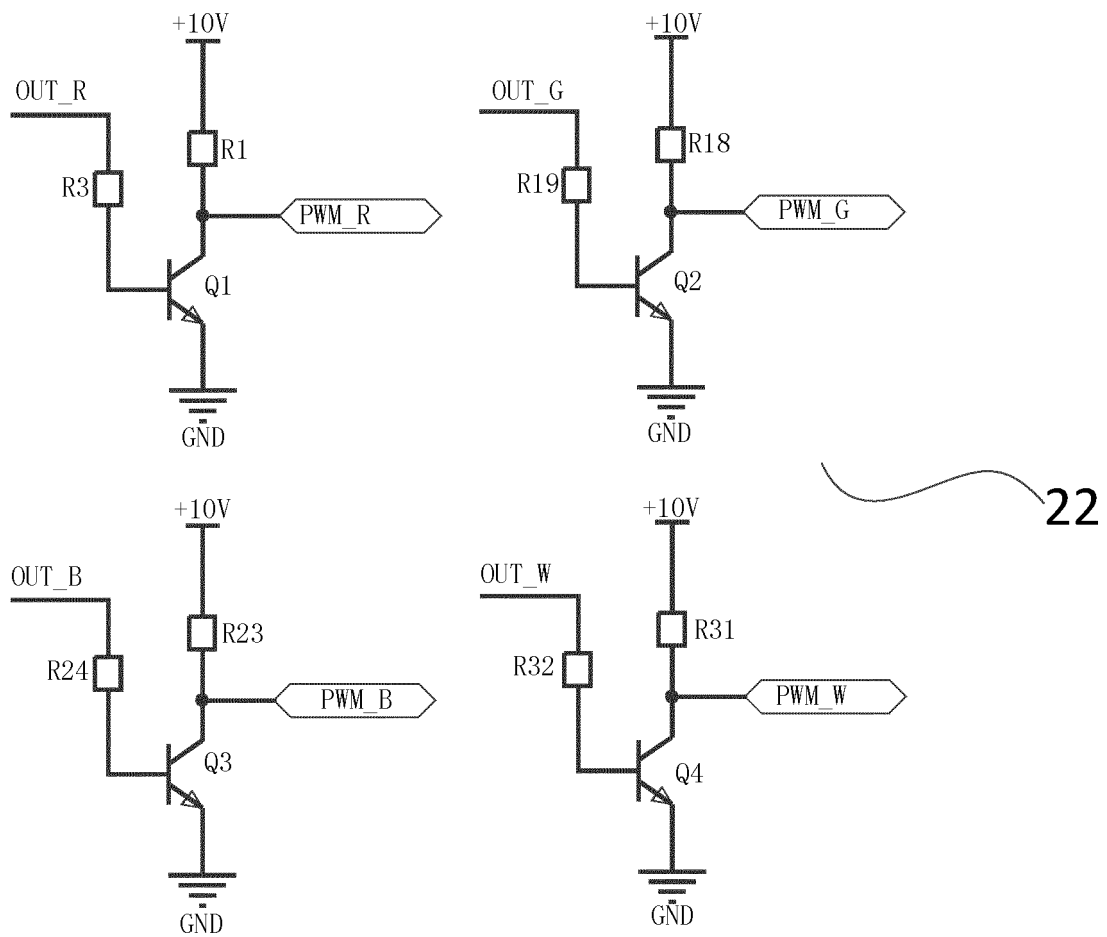 +10V
OUT_R
R1
R3
PWM_R
Q1
GND
+10V
OUT_G
R18
R19
PWM_G
Q2
GND
22
+10V
OUT_B
R23
R24
PWM_B
Q3
GND
+10V
OUT_W
R31
R32
PWM_W
Q4
GND